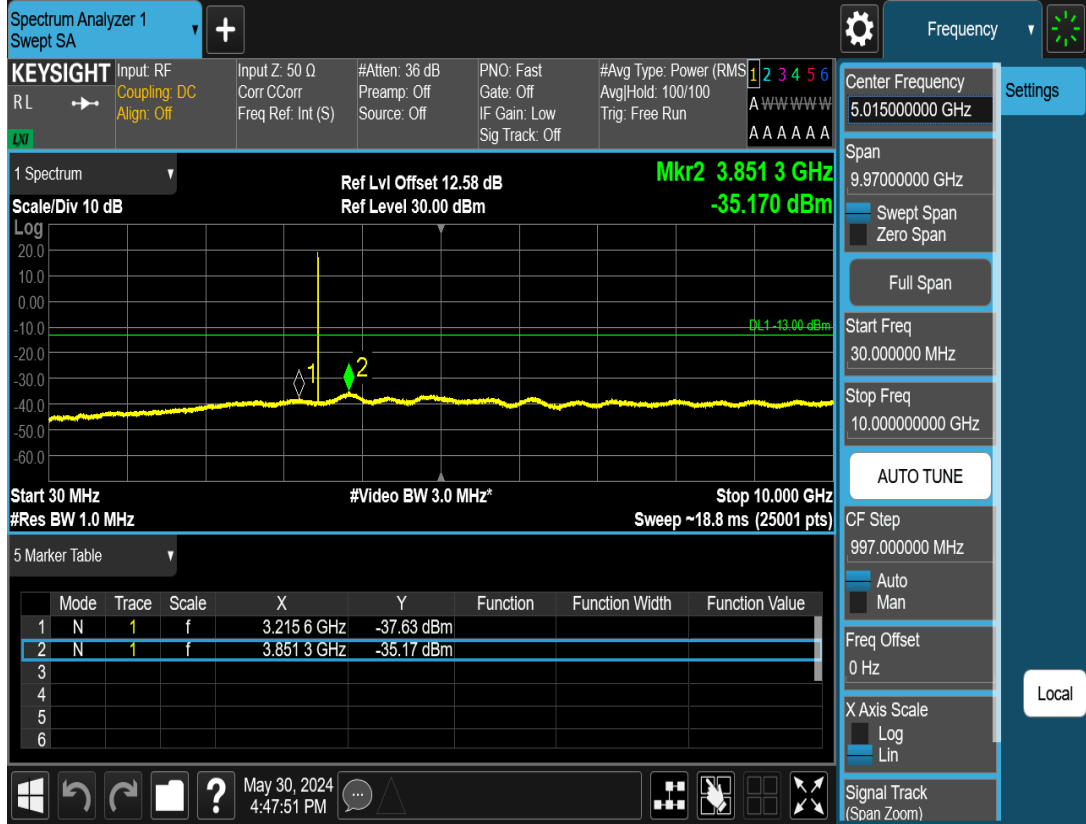 Spectrum Analyzer 1
Swept SA
+
Frequency
KEYSIGHT
RL
LXI
Input: RF
Coupling: DC
Align: Off
Input Z: 50 Ω
Corr CCorr
Freq Ref: Int (S)
#Atten: 36 dB
Preamp: Off
Source: Off
PNO: Fast
Gate: Off
IF Gain: Low
Sig Track: Off
#Avg Type: Power (RMS
Avg|Hold: 100/100
Trig: Free Run
1 2 3 4 5 6
A W W W W W
A A A A A A
Center Frequency
5.015000000 GHz
Settings
Span
9.97000000 GHz
Swept Span
Zero Span
Full Span
Start Freq
30.000000 MHz
Stop Freq
10.000000000 GHz
AUTO TUNE
CF Step
997.000000 MHz
Auto
Man
Freq Offset
0 Hz
X Axis Scale
Log
Lin
Signal Track
(Span Zoom)
Local
1 Spectrum
Scale/Div 10 dB
Ref Lvl Offset 12.58 dB
Ref Level 30.00 dBm
Mkr2 3.851 3 GHz
-35.170 dBm
Log
20.0
10.0
0.00
-10.0
-20.0
-30.0
-40.0
-50.0
-60.0
DL1 -13.00 dBm
1
2
Start 30 MHz
#Video BW 3.0 MHz*
Stop 10.000 GHz
#Res BW 1.0 MHz
Sweep ~18.8 ms (25001 pts)
5 Marker Table
Mode Trace Scale X Y Function Function Width Function Value
1 N 1 f 3.215 6 GHz -37.63 dBm
2 N 1 f 3.851 3 GHz -35.17 dBm
3
4
5
6
?
May 30, 2024
4:47:51 PM